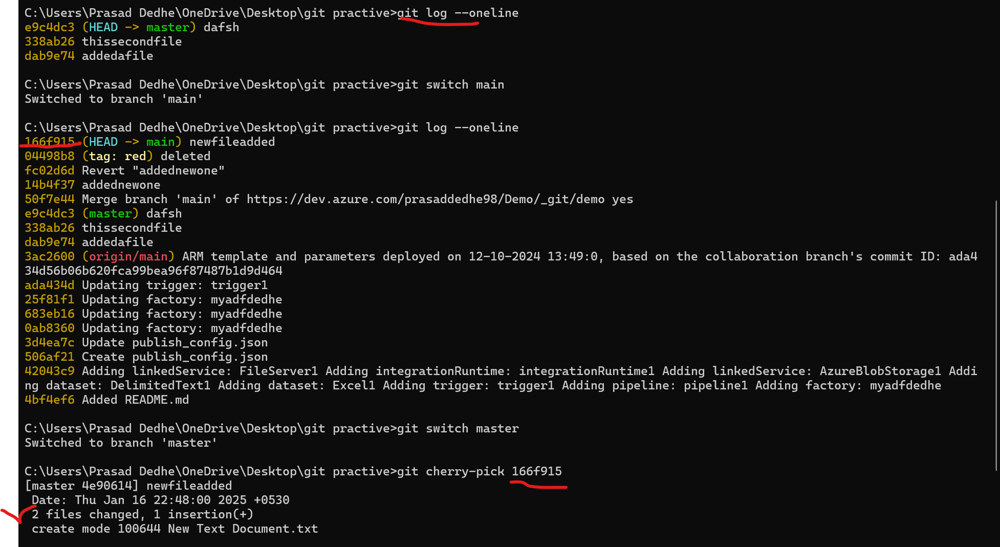 C:\Users\Prasad Dedhe\OneDrive\Desktop\git practive>git log --oneline
e9c4dc3 (HEAD -> master) dafsh
338ab26 thissecondfile
dab9e74 addedafile
C:\Users\Prasad Dedhe\OneDrive\Desktop\git practive>git switch main
Switched to branch 'main'
C:\Users\Prasad Dedhe\OneDrive\Desktop\git practive>git log --oneline
166f915 (HEAD -> main) newfileadded
04498b8 (tag: red) deleted
fc02d6d Revert "addednewone"
14b4f37 addednewone
50f7e44 Merge branch 'main' of https://dev.azure.com/prasaddedhe98/Demo/_git/demo yes
e9c4dc3 (master) dafsh
338ab26 thissecondfile
dab9e74 addedafile
3ac2600 (origin/main) ARM template and parameters deployed on 12-10-2024 13:49:0, based on the collaboration branch's commit ID: ada4
34d56b06b620fca99bea96f87487b1d9d464
ada434d Updating trigger: trigger1
25f81f1 Updating factory: myadfdedhe
683eb16 Updating factory: myadfdedhe
0ab8360 Updating factory: myadfdedhe
3d4ea7c Update publish_config.json
506af21 Create publish_config.json
42043c9 Adding linkedService: FileServer1 Adding integrationRuntime: integrationRuntime1 Adding linkedService: AzureBlobStorage1 Addi
ng dataset: DelimitedText1 Adding dataset: Excel1 Adding trigger: trigger1 Adding pipeline: pipeline1 Adding factory: myadfdedhe
4bf4ef6 Added README.md
C:\Users\Prasad Dedhe\OneDrive\Desktop\git practive>git switch master
Switched to branch 'master'
C:\Users\Prasad Dedhe\OneDrive\Desktop\git practive>git cherry-pick 166f915
[master 4e90614] newfileadded
Date: Thu Jan 16 22:48:00 2025 +0530
2 files changed, 1 insertion(+)
create mode 100644 New Text Document.txt